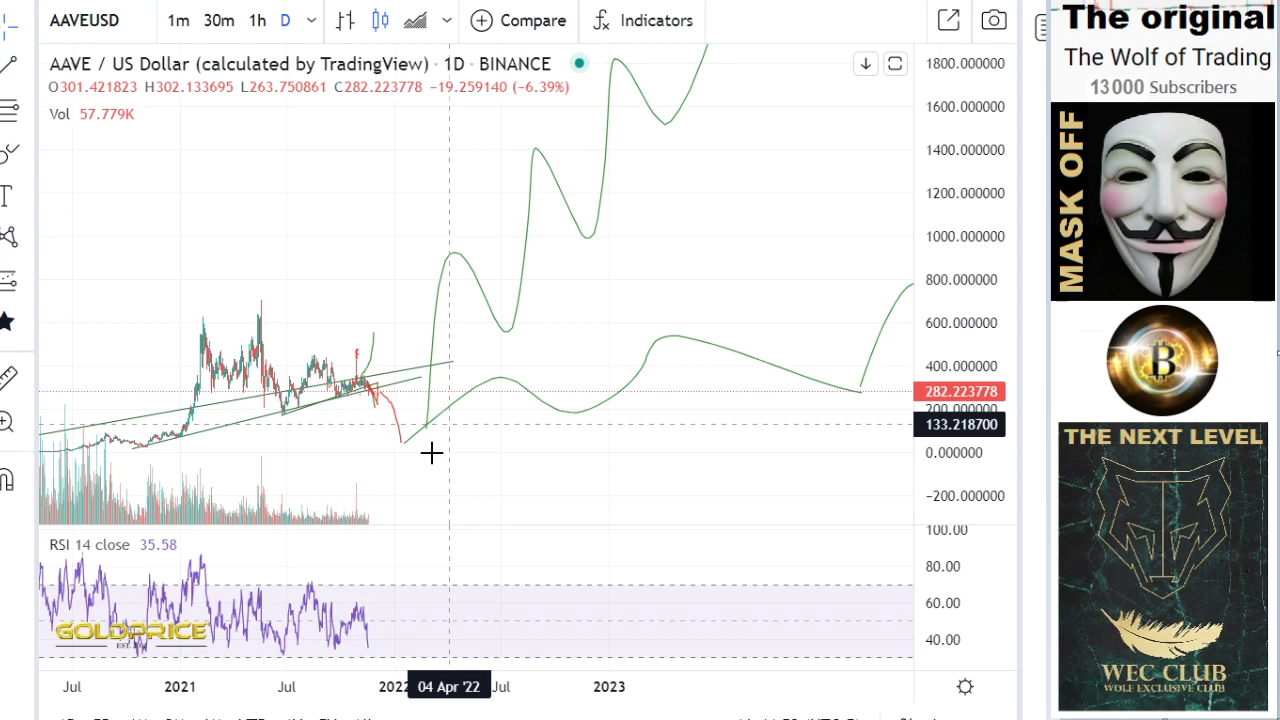 AAVEUSD 1m 30m 1h D Compare Indicators
AAVE / US Dollar (calculated by TradingView) · 1D · BINANCE
O301.421823 H302.133695 L263.750861 C282.223778 −19.259140 (−6.39%)
Vol 57.779K
1800.000000
1600.000000
1400.000000
1200.000000
1000.000000
800.000000
600.000000
400.000000
282.223778
200.000000
133.218700
0.000000
−200.000000
RSI 14 close 35.58
100.00
80.00
60.00
40.00
GOLDPRICE
Jul 2021 Jul 2022 04 Apr '22 Jul 2023
The original
The Wolf of Trading
13000 Subscribers
MASK OFF
B
THE NEXT LEVEL
WEC CLUB
WOLF EXCLUSIVE CLUB